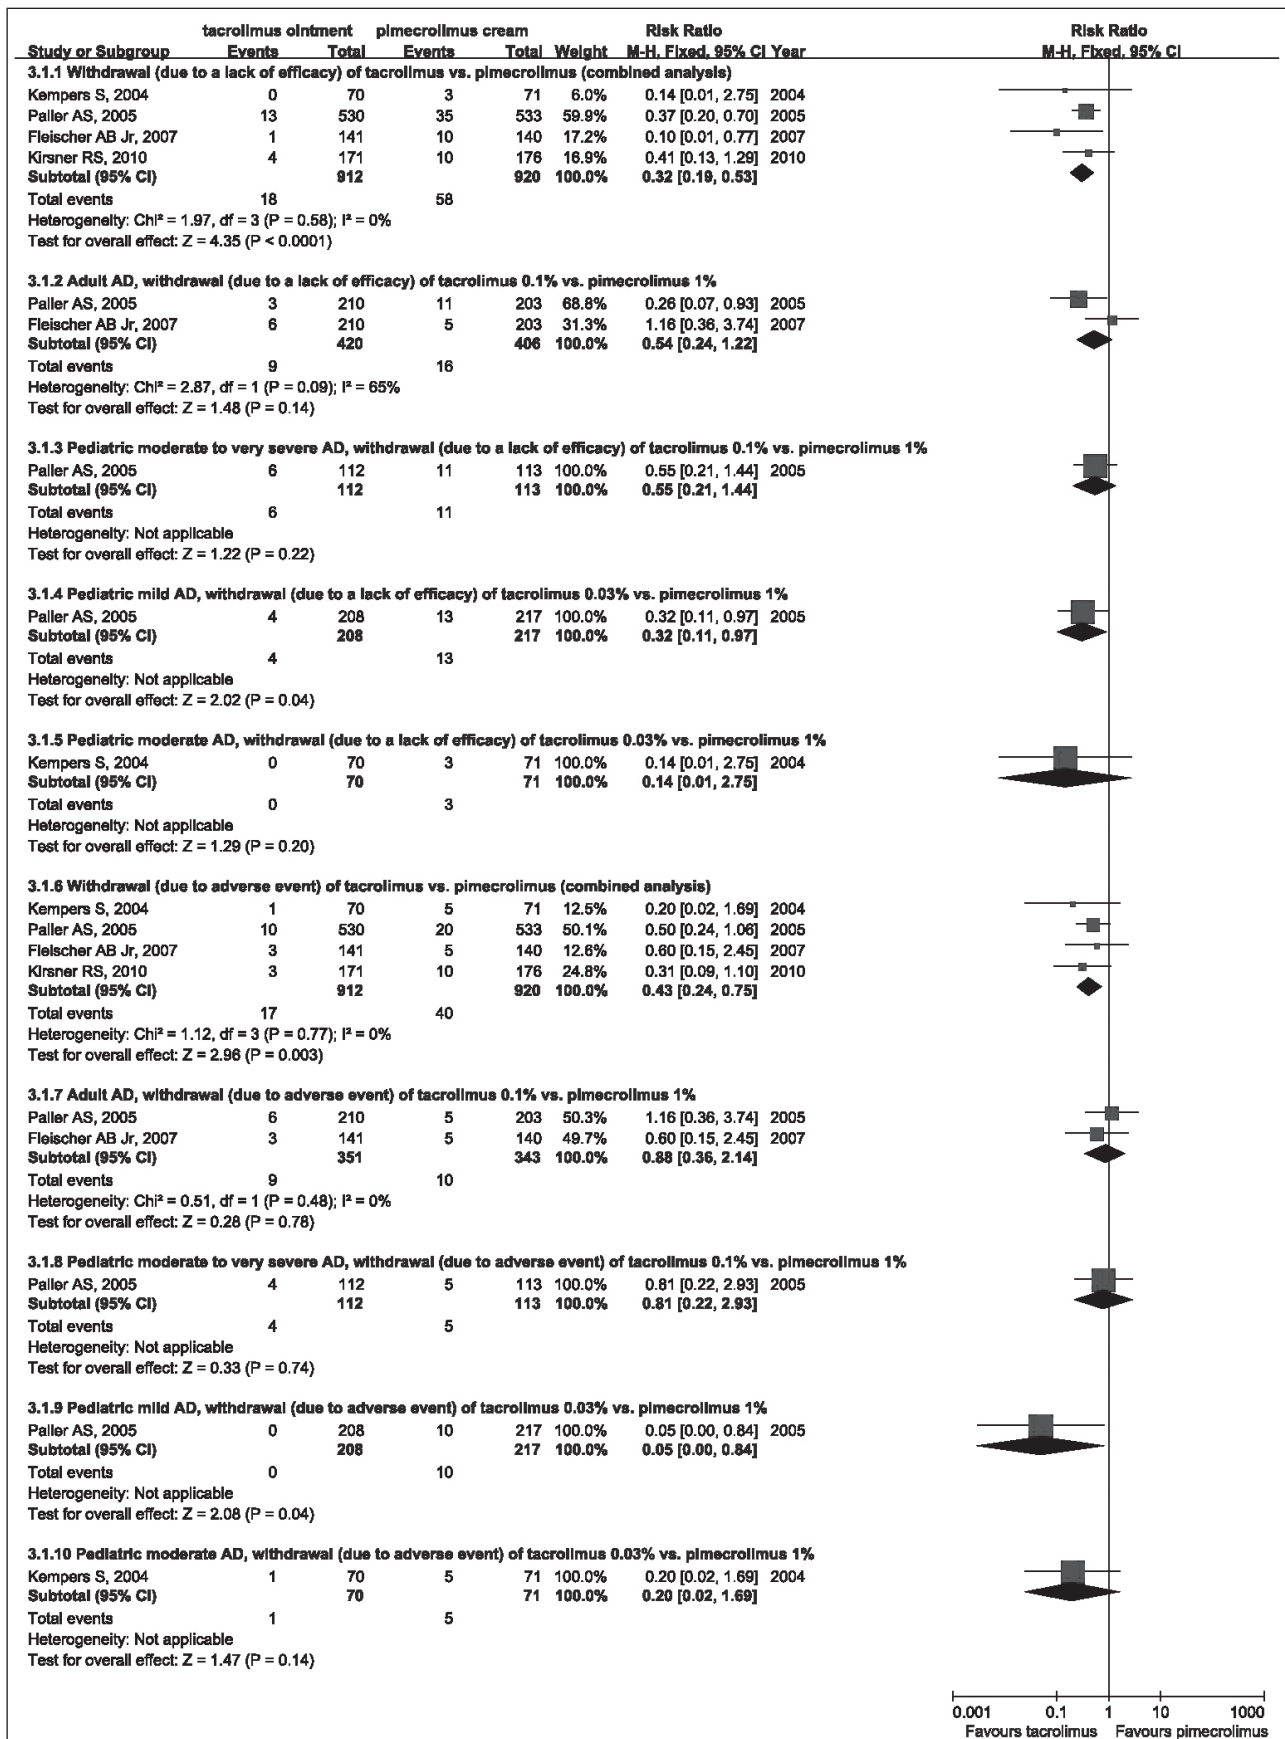 tacrolimus ointment pimecrolimus cream Risk Ratio Risk Ratio
Study or Subgroup Events Total Events Total Weight M-H, Fixed, 95% CI Year M-H, Fixed, 95% CI
3.1.1 Withdrawal (due to a lack of efficacy) of tacrolimus vs. pimecrolimus (combined analysis)
Kempers S, 2004 0 70 3 71 6.0% 0.14 [0.01, 2.75] 2004
Paller AS, 2005 13 530 35 533 59.9% 0.37 [0.20, 0.70] 2005
Fleischer AB Jr, 2007 1 141 10 140 17.2% 0.10 [0.01, 0.77] 2007
Kirsner RS, 2010 4 171 10 176 16.9% 0.41 [0.13, 1.29] 2010
Subtotal (95% CI) 912 920 100.0% 0.32 [0.19, 0.53]
Total events 18 58
Heterogeneity: Chi² = 1.97, df = 3 (P = 0.58); I² = 0%
Test for overall effect: Z = 4.35 (P < 0.0001)
3.1.2 Adult AD, withdrawal (due to a lack of efficacy) of tacrolimus 0.1% vs. pimecrolimus 1%
Paller AS, 2005 3 210 11 203 68.8% 0.26 [0.07, 0.93] 2005
Fleischer AB Jr, 2007 6 210 5 203 31.3% 1.16 [0.36, 3.74] 2007
Subtotal (95% CI) 420 406 100.0% 0.54 [0.24, 1.22]
Total events 9 16
Heterogeneity: Chi² = 2.87, df = 1 (P = 0.09); I² = 65%
Test for overall effect: Z = 1.48 (P = 0.14)
3.1.3 Pediatric moderate to very severe AD, withdrawal (due to a lack of efficacy) of tacrolimus 0.1% vs. pimecrolimus 1%
Paller AS, 2005 6 112 11 113 100.0% 0.55 [0.21, 1.44] 2005
Subtotal (95% CI) 112 113 100.0% 0.55 [0.21, 1.44]
Total events 6 11
Heterogeneity: Not applicable
Test for overall effect: Z = 1.22 (P = 0.22)
3.1.4 Pediatric mild AD, withdrawal (due to a lack of efficacy) of tacrolimus 0.03% vs. pimecrolimus 1%
Paller AS, 2005 4 208 13 217 100.0% 0.32 [0.11, 0.97] 2005
Subtotal (95% CI) 208 217 100.0% 0.32 [0.11, 0.97]
Total events 4 13
Heterogeneity: Not applicable
Test for overall effect: Z = 2.02 (P = 0.04)
3.1.5 Pediatric moderate AD, withdrawal (due to a lack of efficacy) of tacrolimus 0.03% vs. pimecrolimus 1%
Kempers S, 2004 0 70 3 71 100.0% 0.14 [0.01, 2.75] 2004
Subtotal (95% CI) 70 71 100.0% 0.14 [0.01, 2.75]
Total events 0 3
Heterogeneity: Not applicable
Test for overall effect: Z = 1.29 (P = 0.20)
3.1.6 Withdrawal (due to adverse event) of tacrolimus vs. pimecrolimus (combined analysis)
Kempers S, 2004 1 70 5 71 12.5% 0.20 [0.02, 1.69] 2004
Paller AS, 2005 10 530 20 533 50.1% 0.50 [0.24, 1.06] 2005
Fleischer AB Jr, 2007 3 141 5 140 12.6% 0.60 [0.15, 2.45] 2007
Kirsner RS, 2010 3 171 10 176 24.8% 0.31 [0.09, 1.10] 2010
Subtotal (95% CI) 912 920 100.0% 0.43 [0.24, 0.75]
Total events 17 40
Heterogeneity: Chi² = 1.12, df = 3 (P = 0.77); I² = 0%
Test for overall effect: Z = 2.96 (P = 0.003)
3.1.7 Adult AD, withdrawal (due to adverse event) of tacrolimus 0.1% vs. pimecrolimus 1%
Paller AS, 2005 6 210 5 203 50.3% 1.16 [0.36, 3.74] 2005
Fleischer AB Jr, 2007 3 141 5 140 49.7% 0.60 [0.15, 2.45] 2007
Subtotal (95% CI) 351 343 100.0% 0.88 [0.36, 2.14]
Total events 9 10
Heterogeneity: Chi² = 0.51, df = 1 (P = 0.48); I² = 0%
Test for overall effect: Z = 0.28 (P = 0.78)
3.1.8 Pediatric moderate to very severe AD, withdrawal (due to adverse event) of tacrolimus 0.1% vs. pimecrolimus 1%
Paller AS, 2005 4 112 5 113 100.0% 0.81 [0.22, 2.93] 2005
Subtotal (95% CI) 112 113 100.0% 0.81 [0.22, 2.93]
Total events 4 5
Heterogeneity: Not applicable
Test for overall effect: Z = 0.33 (P = 0.74)
3.1.9 Pediatric mild AD, withdrawal (due to adverse event) of tacrolimus 0.03% vs. pimecrolimus 1%
Paller AS, 2005 0 208 10 217 100.0% 0.05 [0.00, 0.84] 2005
Subtotal (95% CI) 208 217 100.0% 0.05 [0.00, 0.84]
Total events 0 10
Heterogeneity: Not applicable
Test for overall effect: Z = 2.08 (P = 0.04)
3.1.10 Pediatric moderate AD, withdrawal (due to adverse event) of tacrolimus 0.03% vs. pimecrolimus 1%
Kempers S, 2004 1 70 5 71 100.0% 0.20 [0.02, 1.69] 2004
Subtotal (95% CI) 70 71 100.0% 0.20 [0.02, 1.69]
Total events 1 5
Heterogeneity: Not applicable
Test for overall effect: Z = 1.47 (P = 0.14)
0.001 0.1 1 10 1000
Favours tacrolimus Favours pimecrolimus